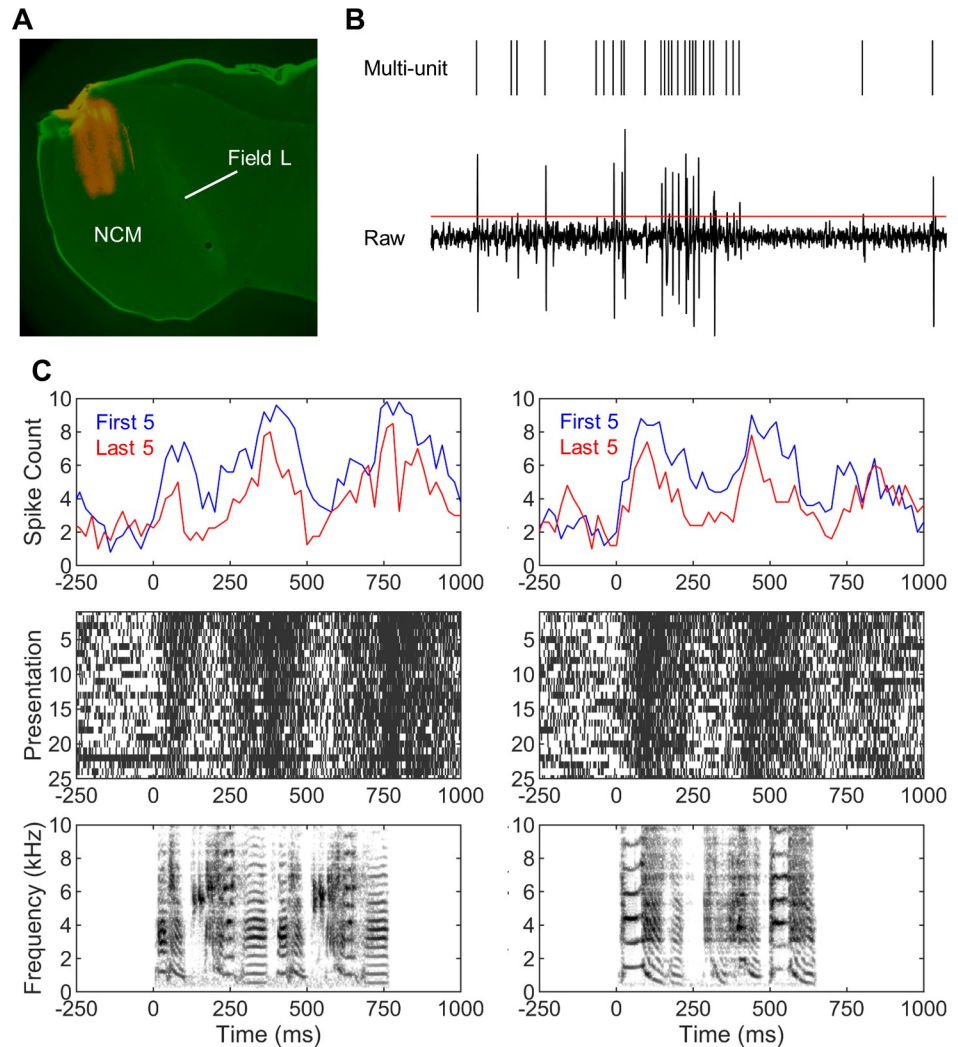 A
B
Field L
NCM
Multi-unit
Raw
C
10
8
6
4
2
0
Spike Count
First 5
Last 5
-250 0 250 500 750 1000
10
8
6
4
2
0
First 5
Last 5
-250 0 250 500 750 1000
Presentation
5
10
15
20
25
-250 0 250 500 750 1000
5
10
15
20
25
-250 0 250 500 750 1000
Frequency (kHz)
10
8
6
4
2
0
-250 0 250 500 750 1000
Time (ms)
10
8
6
4
2
0
-250 0 250 500 750 1000
Time (ms)